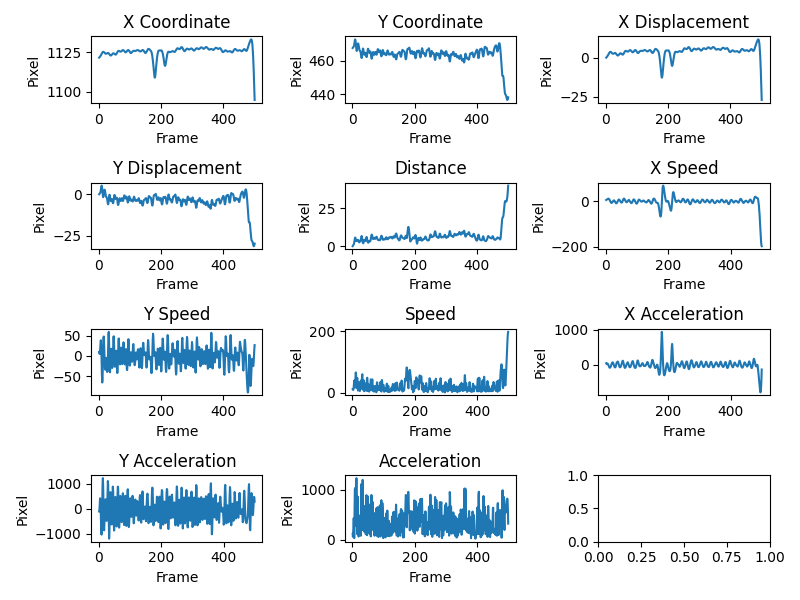 X Coordinate
Y Coordinate
X Displacement
Pixel
1125
1100
0
400
Frame
Pixel
460
440
0
400
Frame
Pixel
0
−25
0
400
Frame
Y Displacement
Distance
X Speed
Pixel
0
−25
0
200
400
Frame
Pixel
25
0
0
200
400
Frame
Pixel
0
−200
0
200
400
Frame
Y Speed
Speed
X Acceleration
Pixel
50
0
−50
0
200
400
Frame
Pixel
200
0
0
200
400
Frame
Pixel
1000
0
0
200
400
Frame
Y Acceleration
Acceleration
Pixel
1000
0
−1000
0
200
400
Frame
Pixel
1000
0
0
200
400
Frame
1.0
0.5
0.0
0.00 0.25 0.50 0.75 1.00